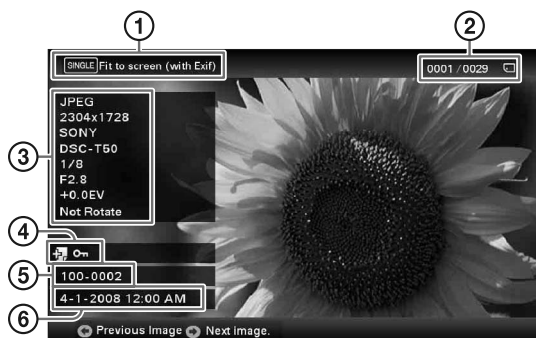 1
2
SINGLE Fit to screen (with Exif)
0001 /0029
3
JPEG
2304x1728
SONY
DSC-T50
1/8
F2.8
+0.0EV
Not Rotate
4
5
100-0002
4-1-2008 12:00 AM
6
Previous Image Next image.